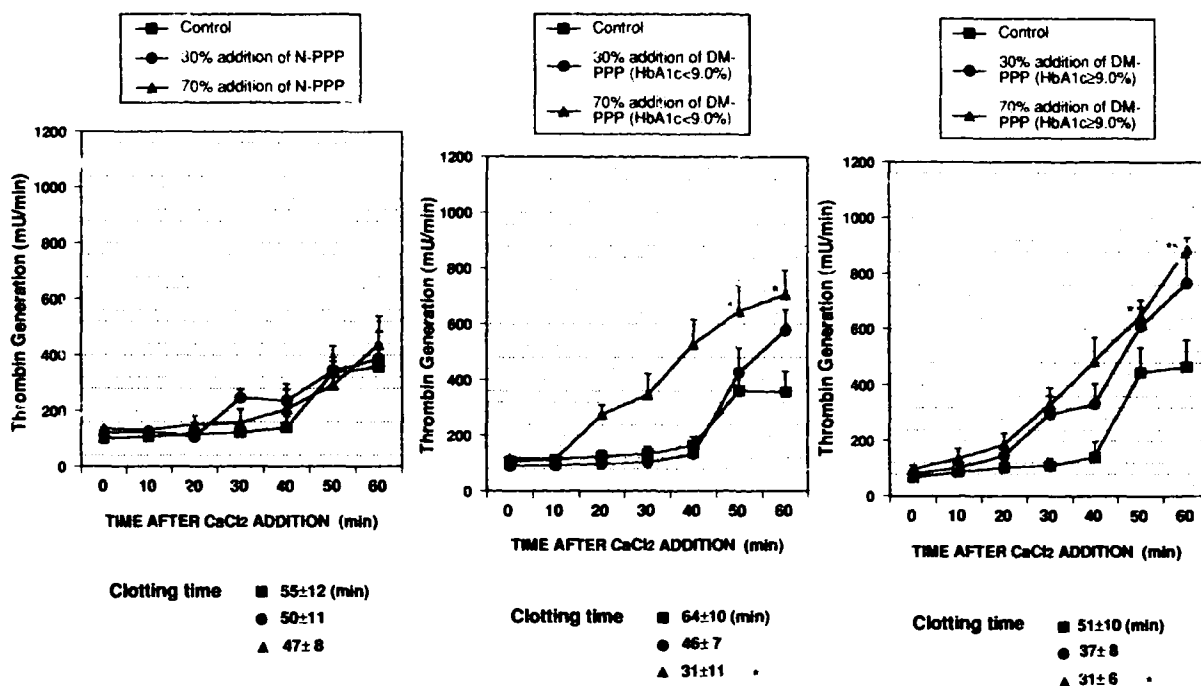 Control
30% addition of N-PPP
70% addition of N-PPP
Thrombin Generation (mU/min)
1200
1000
800
600
400
200
0
0 10 20 30 40 50 60
TIME AFTER CaCl2 ADDITION (min)
Clotting time
55±12 (min)
50±11
47±8
Control
30% addition of DM-
PPP (HbA1c<9.0%)
70% addition of DM-
PPP (HbA1c<9.0%)
Thrombin Generation (mU/min)
1200
1000
800
600
400
200
0
*
*
0 10 20 30 40 50 60
TIME AFTER CaCl2 ADDITION (min)
Clotting time
64±10 (min)
46±7
31±11 *
Control
30% addition of DM-
PPP (HbA1c≥9.0%)
70% addition of DM-
PPP (HbA1c≥9.0%)
Thrombin Generation (mU/min)
1200
1000
800
600
400
200
0
**
**
0 10 20 30 40 50 60
TIME AFTER CaCl2 ADDITION (min)
Clotting time
51±10 (min)
37±8
31±6 *